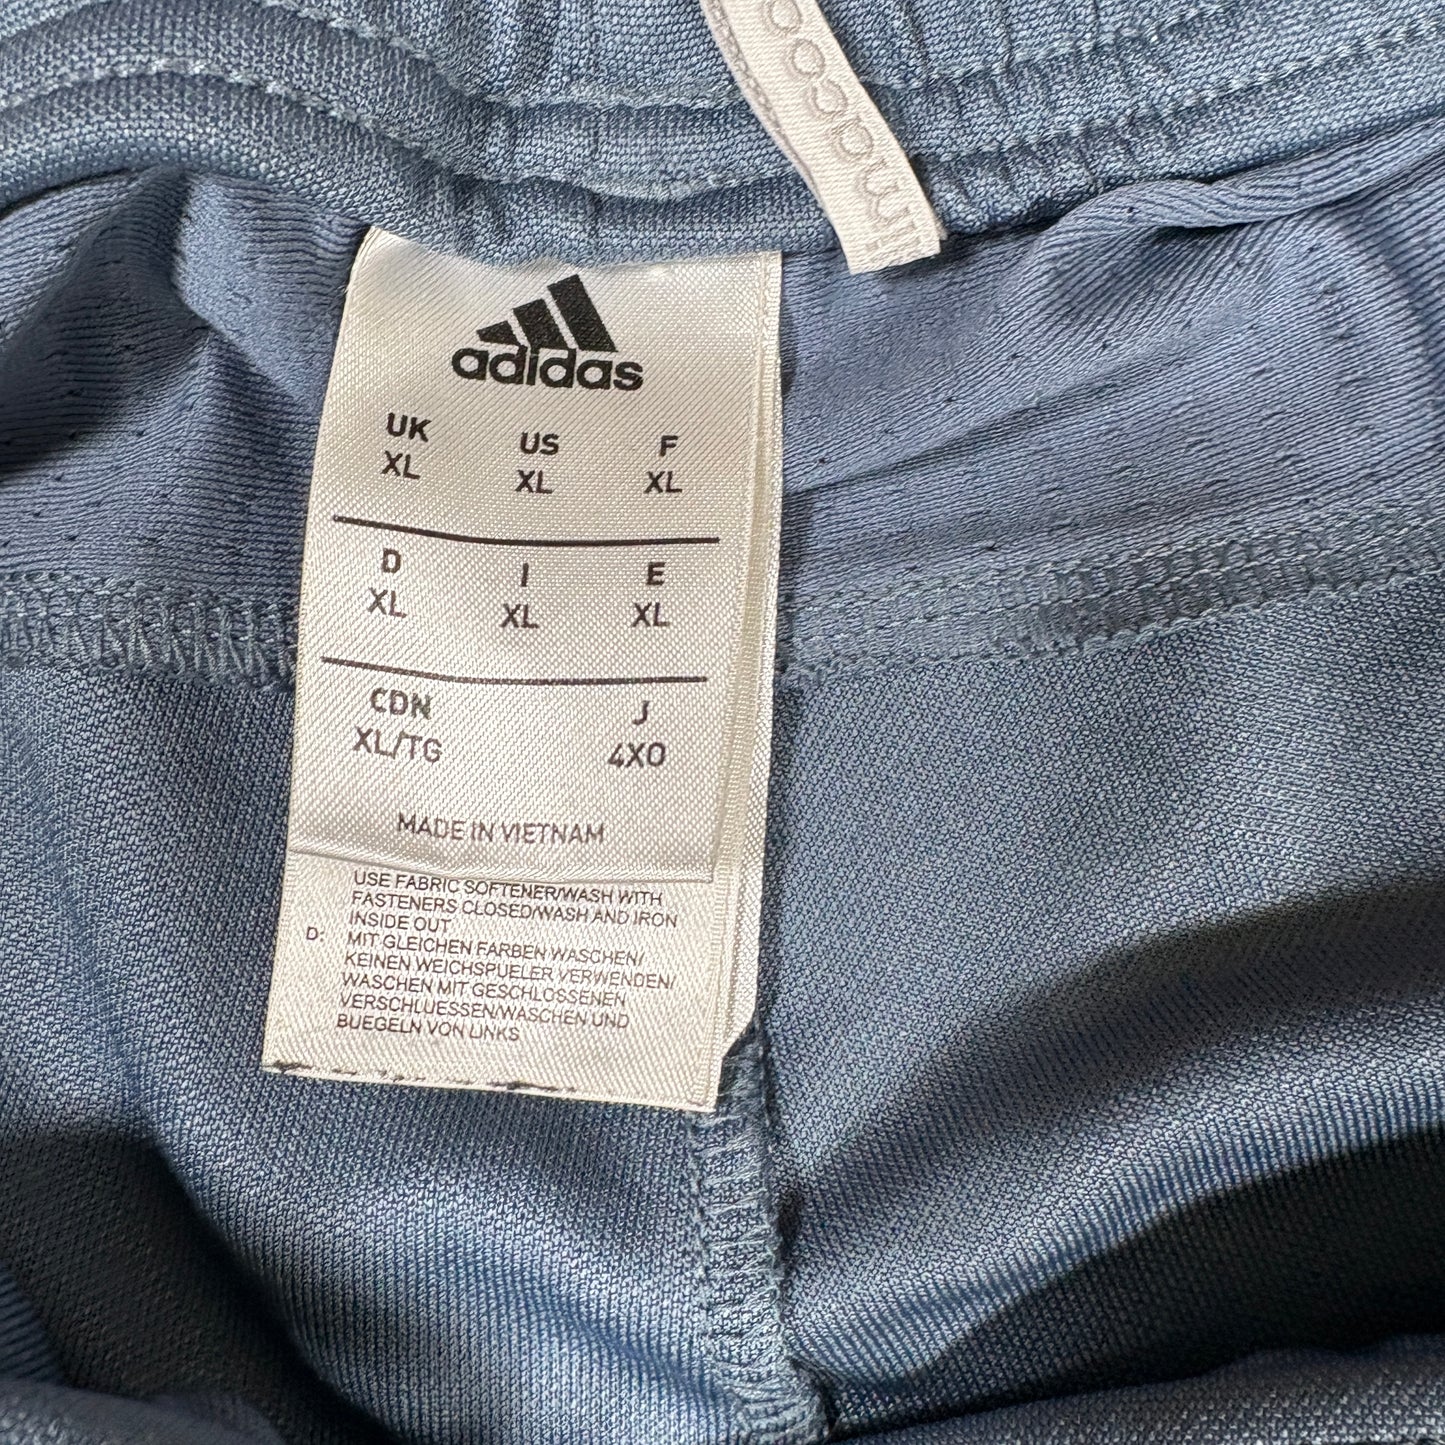 adidas
UK US F
XL XL XL
D I E
XL XL XL
CDN J
XL/TG 4XO
MADE IN VIETNAM
USE FABRIC SOFTENER/WASH WITH
FASTENERS CLOSED/WASH AND IRON
INSIDE OUT
D: MIT GLEICHEN FARBEN WASCHEN/
KEINEN WEICHSPUELER VERWENDEN/
WASCHEN MIT GESCHLOSSENEN
VERSCHLUESSEN/WASCHEN UND
BUEGELN VON LINKS